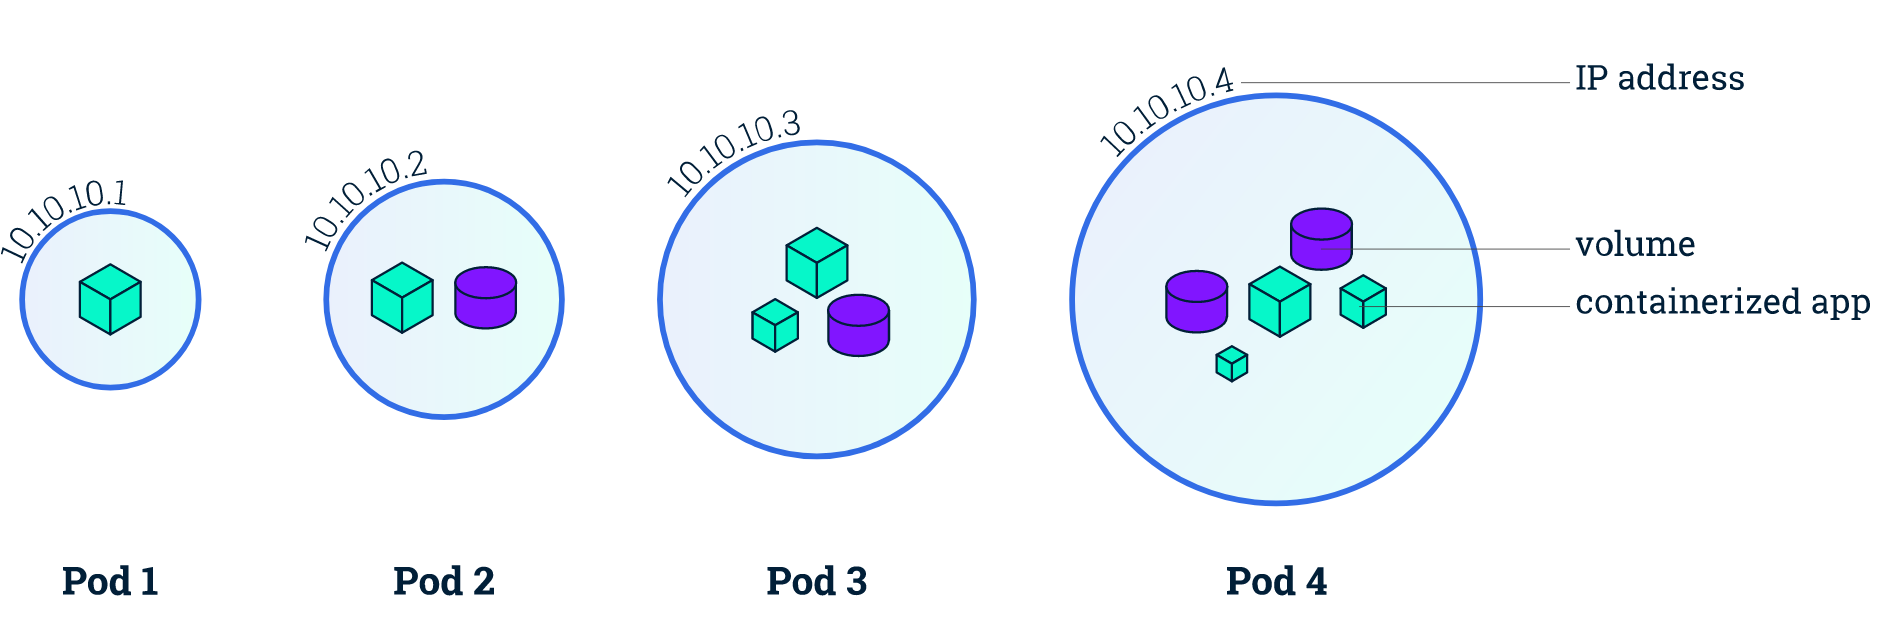 10.10.10.1
10.10.10.2
10.10.10.3
10.10.10.4
IP address
volume
containerized app
Pod 1
Pod 2
Pod 3
Pod 4